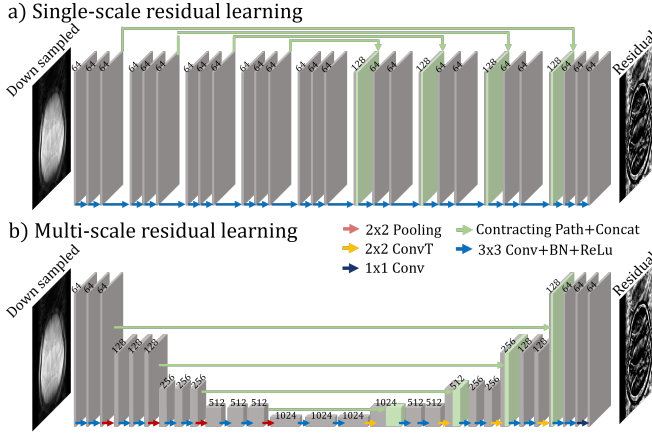 a) Single-scale residual learning
Down sampled
64 64 64 64 64 64 64 64 64 64 64 64 64 64 64 128 64 64 128 64 64 128 64 64 128 64 64
Residual
b) Multi-scale residual learning
2x2 Pooling
2x2 ConvT
1x1 Conv
Contracting Path+Concat
3x3 Conv+BN+ReLu
Down sampled
64 64 64
128 128 128
256 256 256
512 512 512
1024 1024 1024
1024 512 512
512 256 256
256 128 128
128 64 64 64
Residual